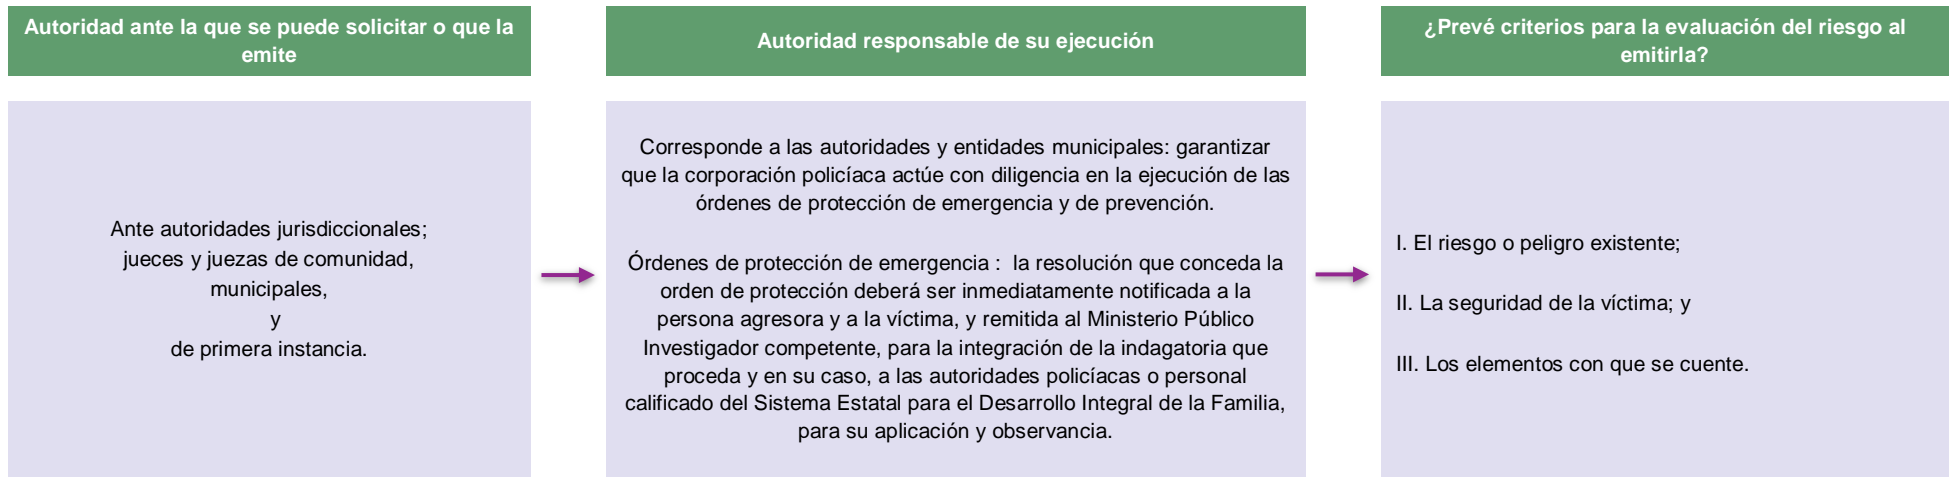 Autoridad ante la que se puede solicitar o que la
emite
Autoridad responsable de su ejecución
¿Prevé criterios para la evaluación del riesgo al
emitirla?
Ante autoridades jurisdiccionales;
jueces y juezas de comunidad,
municipales,
y
de primera instancia.
Corresponde a las autoridades y entidades municipales: garantizar
que la corporación policíaca actúe con diligencia en la ejecución de las
órdenes de protección de emergencia y de prevención.
Órdenes de protección de emergencia :  la resolución que conceda la
orden de protección deberá ser inmediatamente notificada a la
persona agresora y a la víctima, y remitida al Ministerio Público
Investigador competente, para la integración de la indagatoria que
proceda y en su caso, a las autoridades policíacas o personal
calificado del Sistema Estatal para el Desarrollo Integral de la Familia,
para su aplicación y observancia.
I. El riesgo o peligro existente;
II. La seguridad de la víctima; y
III. Los elementos con que se cuente.